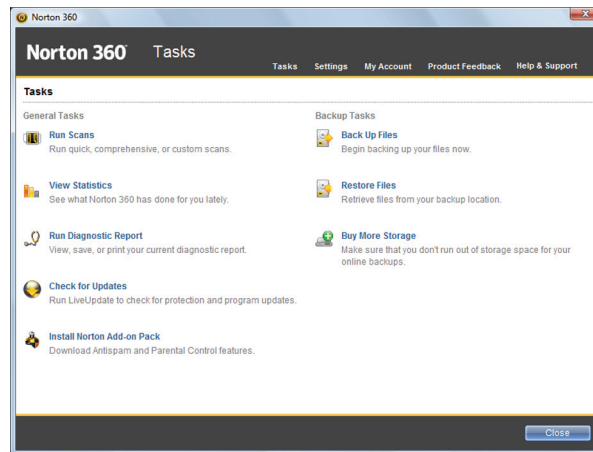 Norton 360
Norton 360 Tasks
Tasks Settings My Account Product Feedback Help & Support
Tasks
General Tasks
Run Scans
Run quick, comprehensive, or custom scans.
View Statistics
See what Norton 360 has done for you lately.
Run Diagnostic Report
View, save, or print your current diagnostic report.
Check for Updates
Run LiveUpdate to check for protection and program updates.
Install Norton Add-on Pack
Download Antispam and Parental Control features.
Backup Tasks
Back Up Files
Begin backing up your files now.
Restore Files
Retrieve files from your backup location.
Buy More Storage
Make sure that you don't run out of storage space for your
online backups.
Close